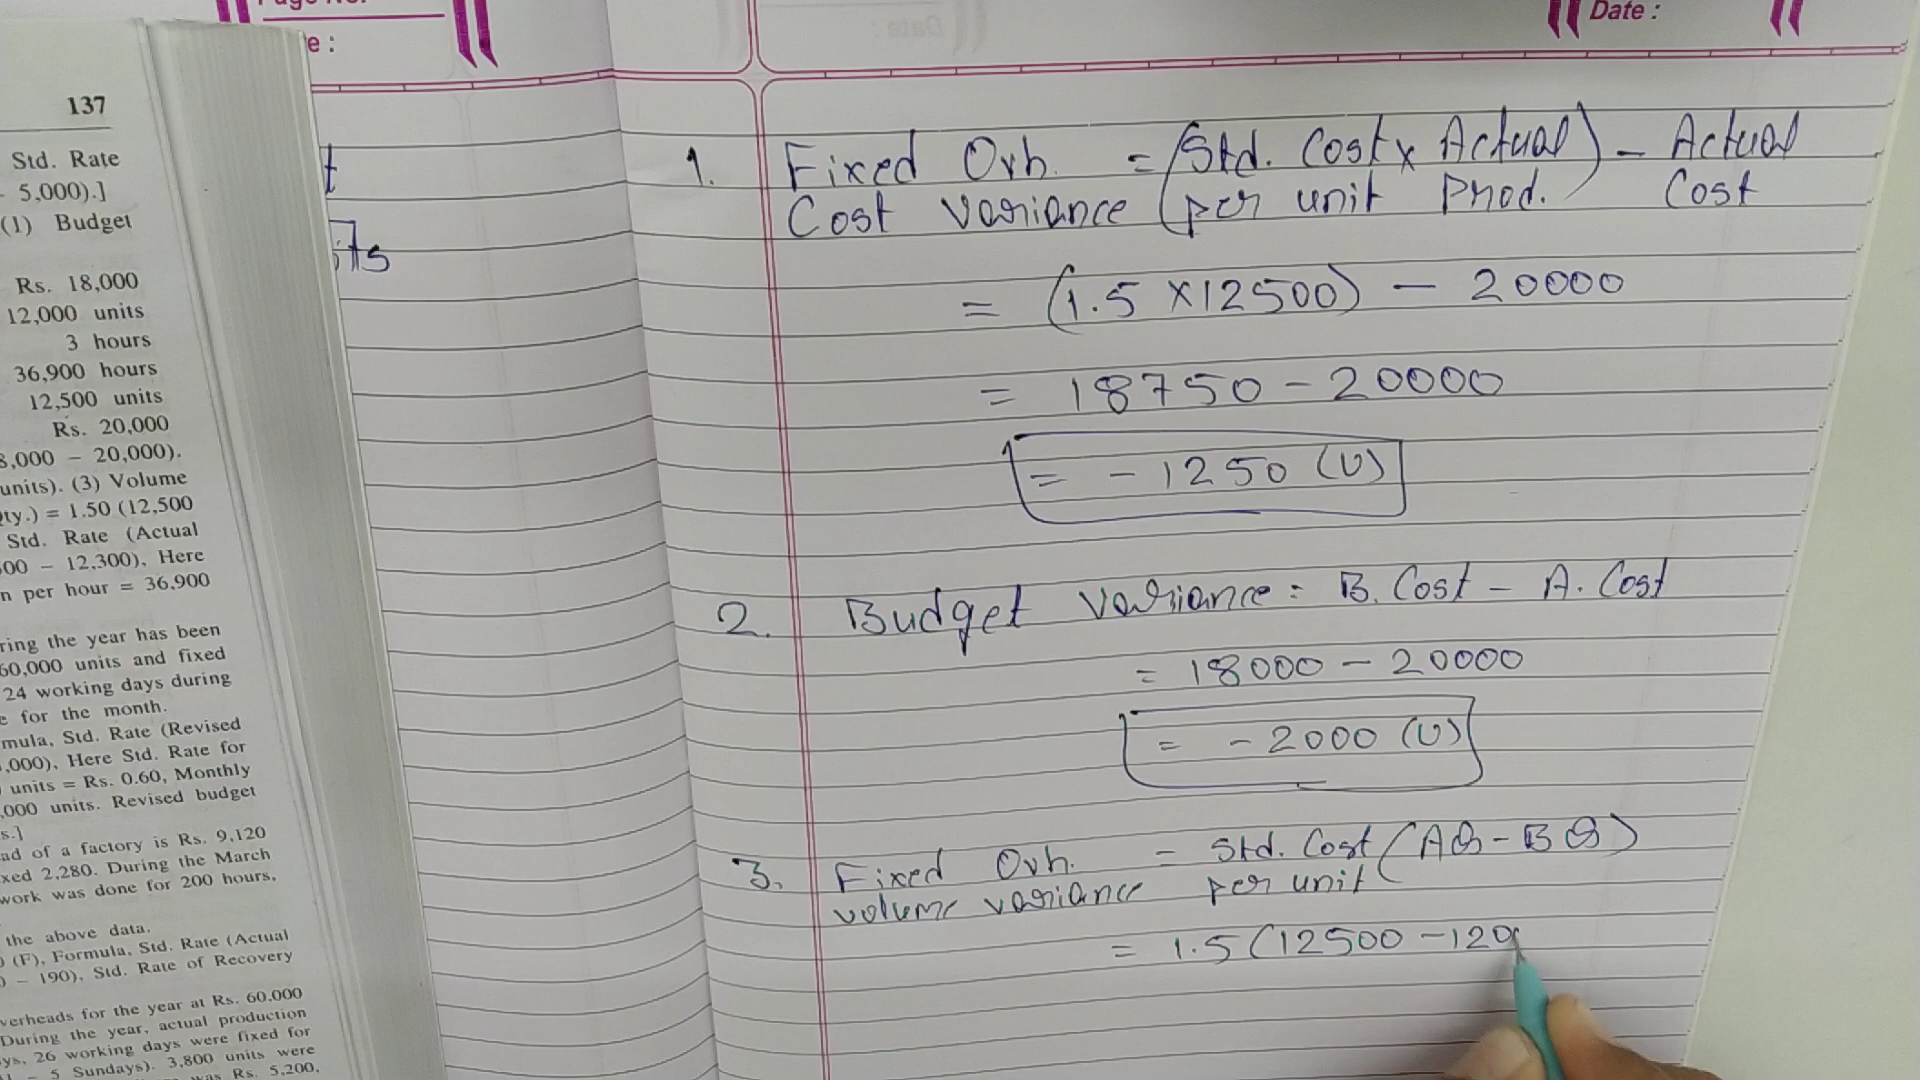 137
Std. Rate
- 5,000).]
(1) Budget
Rs. 18,000
12,000 units
3 hours
36,900 hours
12,500 units
Rs. 20,000
- 20,000).
units). (3) Volume
= 1.50 (12,500
Std. Rate (Actual
- 12,300), Here
per hour = 36,900
the year has been
60,000 units and fixed
24 working days during
for the month.
Std. Rate (Revised
Here Std. Rate for
units = Rs. 0.60, Monthly
units. Revised budget
of a factory is Rs. 9,120
2,280. During the March
work was done for 200 hours,
the above data.
(F), Formula, Std. Rate (Actual
- 190), Std. Rate of Recovery
for the year at Rs. 60,000
During the year, actual production
26 working days were fixed for
- 5 Sundays). 3,800 units were
was Rs. 5,200,
Date :
1. Fixed Ovh. = (Std. Cost x Actual) - Actual
Cost Variance (per unit Prod.) Cost
= (1.5 x 12500) - 20000
= 18750 - 20000
= - 1250 (U)
2. Budget Variance = B. Cost - A. Cost
= 18000 - 20000
= - 2000 (U)
3. Fixed Ovh. = Std. Cost (AQ - BQ)
volume variance per unit
= 1.5 (12500 - 120